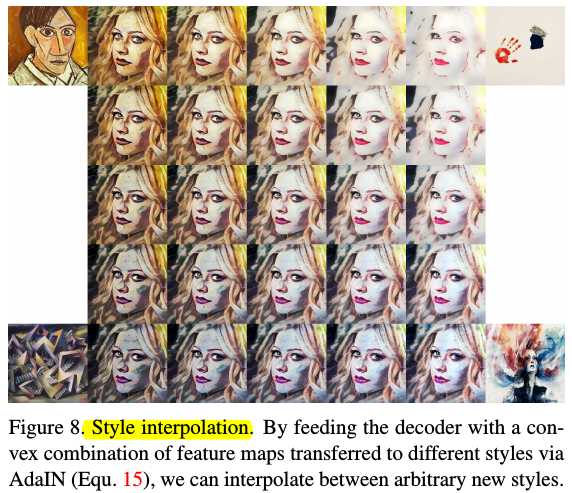 Figure 8. Style interpolation. By feeding the decoder with a con-
vex combination of feature maps transferred to different styles via
AdaIN (Equ. 15), we can interpolate between arbitrary new styles.